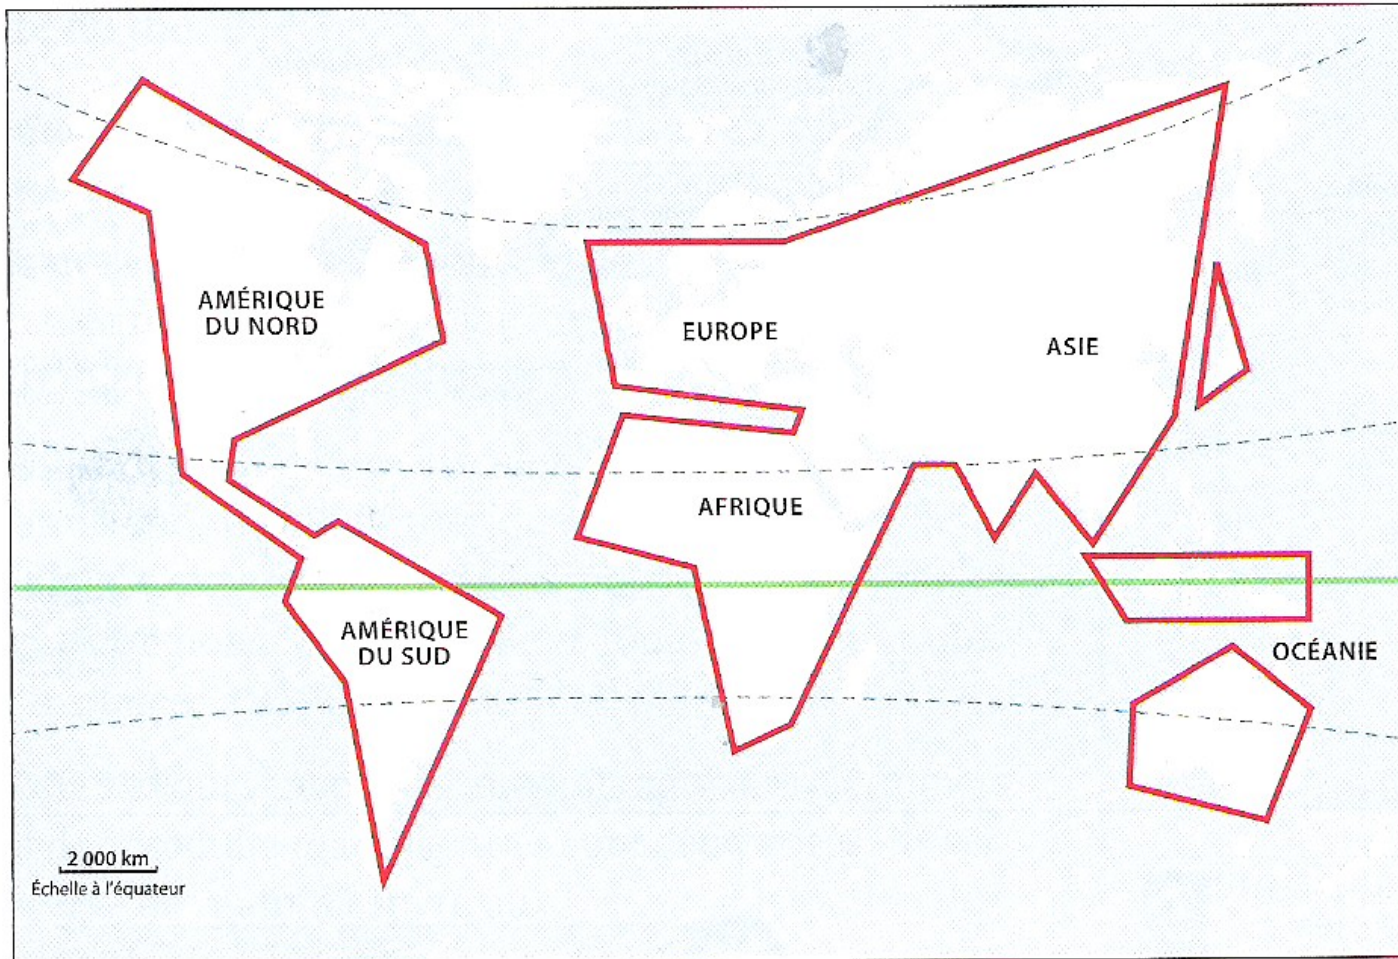 AMÉRIQUE
DU NORD
EUROPE
ASIE
AFRIQUE
AMÉRIQUE
DU SUD
OCÉANIE
2 000 km
Échelle à l'équateur